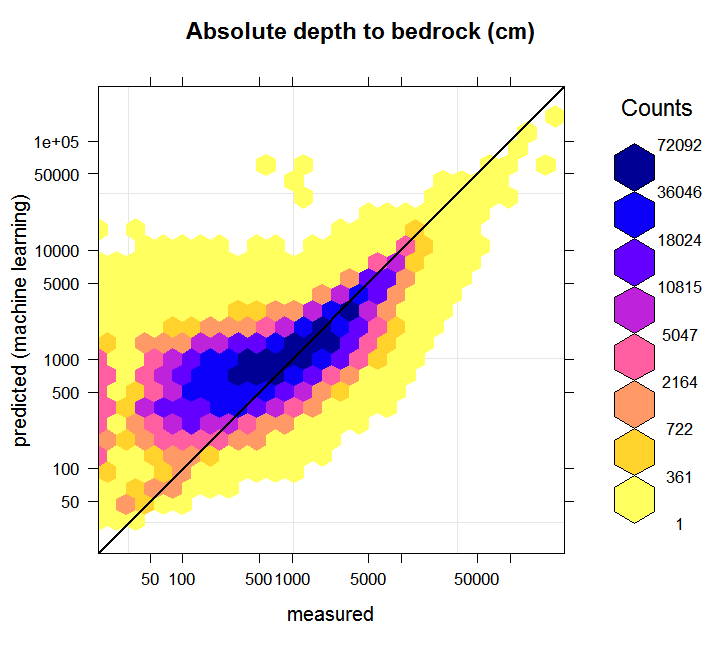 Absolute depth to bedrock (cm)
Counts
72092
36046
18024
10815
5047
2164
722
361
1
predicted (machine learning)
1e+05
50000
10000
5000
1000
500
100
50
50 100 500 1000 5000 50000
measured